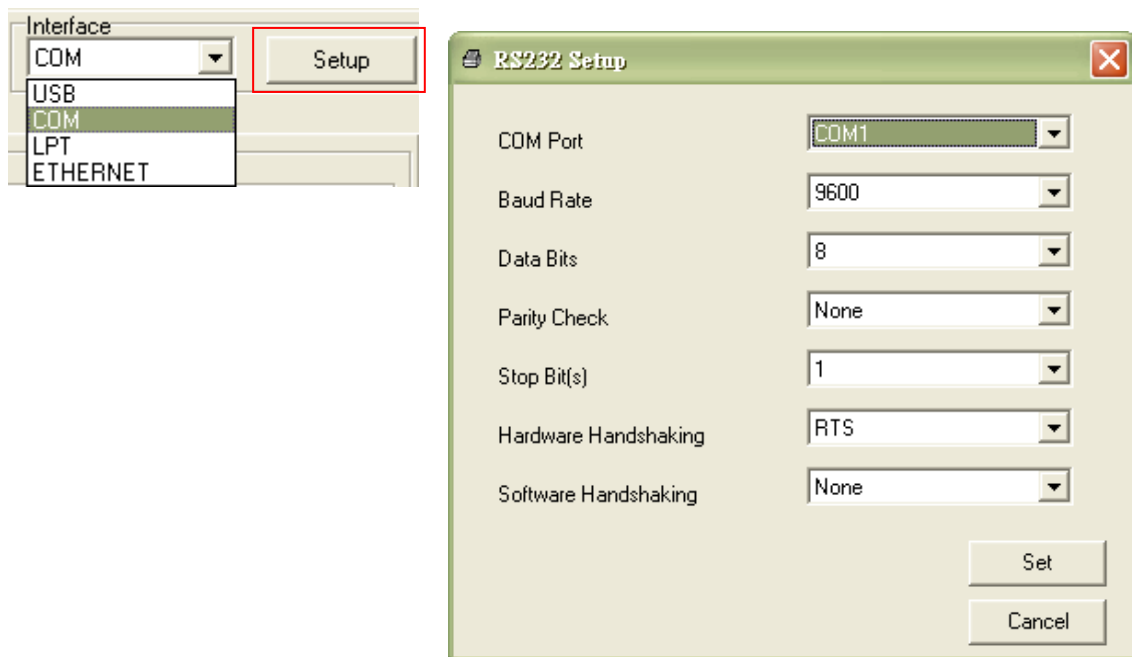 Interface
COM
Setup
USB
COM
LPT
ETHERNET
RS232 Setup
COM Port
COM1
Baud Rate
9600
Data Bits
8
Parity Check
None
Stop Bit(s)
1
Hardware Handshaking
RTS
Software Handshaking
None
Set
Cancel